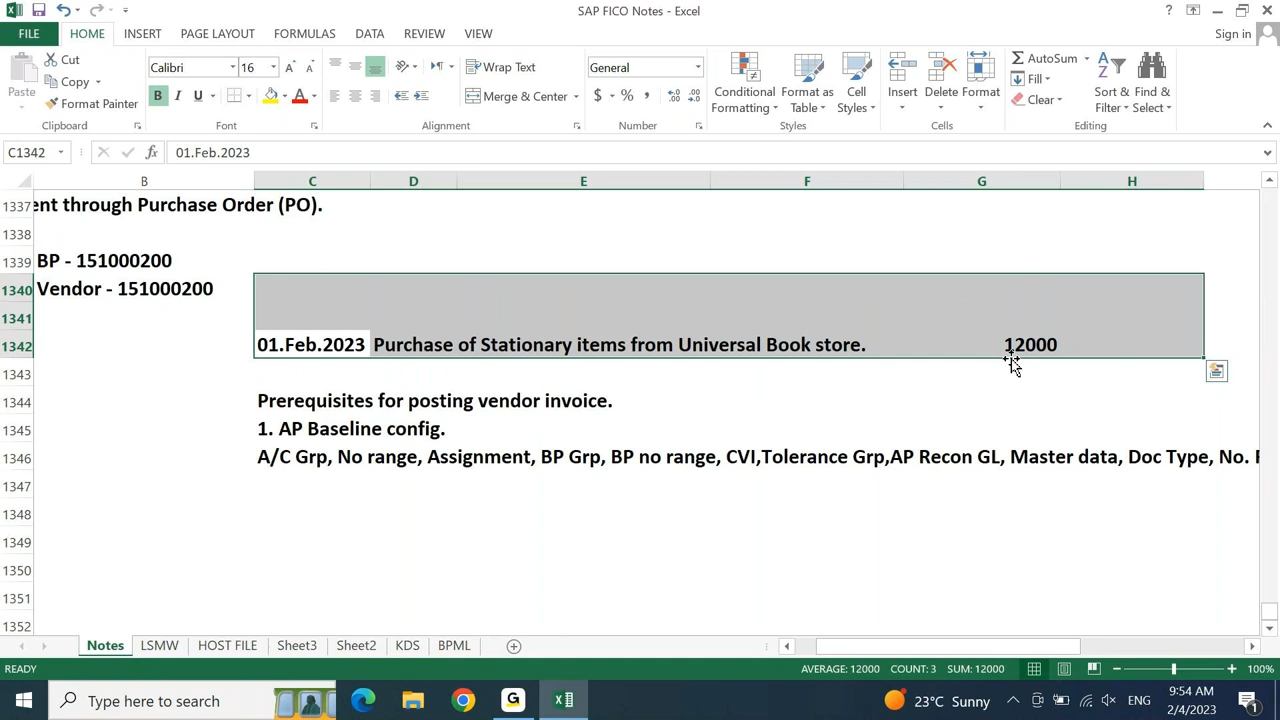 SAP FICO Notes - Excel
Sign in
FILE HOME INSERT PAGE LAYOUT FORMULAS DATA REVIEW VIEW
Paste Cut Copy Format Painter
Calibri 16
B I U
Wrap Text
Merge & Center
General
$ % ,
Conditional Formatting
Format as Table
Cell Styles
Insert Delete Format
AutoSum
Fill
Clear
Sort & Filter
Find & Select
Clipboard Font Alignment Number Styles Cells Editing
C1342 fx 01.Feb.2023
B C D E F G H
1337 ent through Purchase Order (PO).
1338
1339 BP - 151000200
1340 Vendor - 151000200
1341
1342 01.Feb.2023 Purchase of Stationary items from Universal Book store. 12000
1343
1344 Prerequisites for posting vendor invoice.
1345 1. AP Baseline config.
1346 A/C Grp, No range, Assignment, BP Grp, BP no range, CVI,Tolerance Grp,AP Recon GL, Master data, Doc Type, No.
1347
1348
1349
1350
1351
1352
Notes LSMW HOST FILE Sheet3 Sheet2 KDS BPML
READY AVERAGE: 12000 COUNT: 3 SUM: 12000 100%
Type here to search 23°C Sunny ENG 9:54 AM
2/4/2023 1